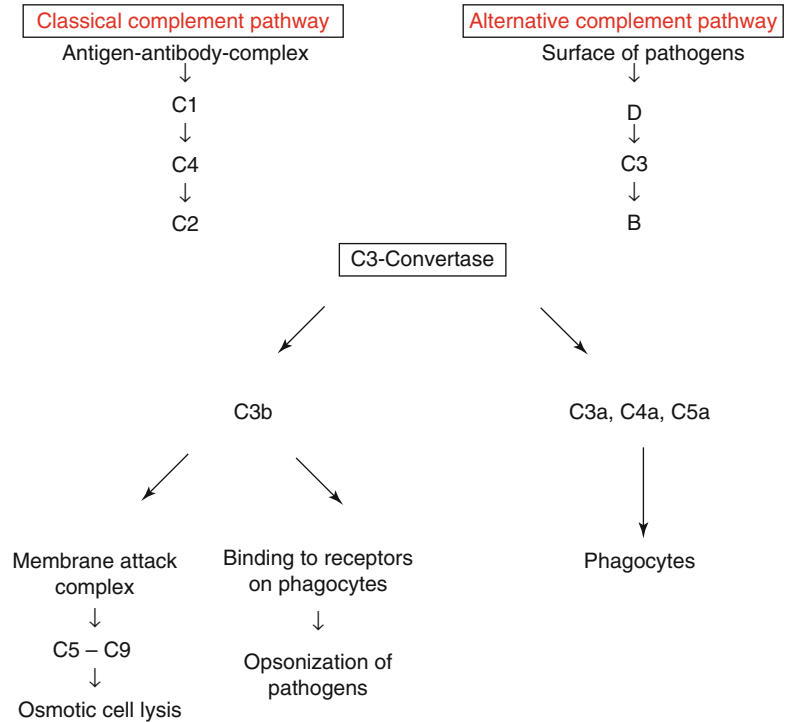 Classical complement pathway
Antigen-antibody-complex
↓
C1
↓
C4
↓
C2
Alternative complement pathway
Surface of pathogens
↓
D
↓
C3
↓
B
C3-Convertase
C3b
C3a, C4a, C5a
Membrane attack
complex
↓
C5 – C9
↓
Osmotic cell lysis
Binding to receptors
on phagocytes
↓
Opsonization of
pathogens
Phagocytes